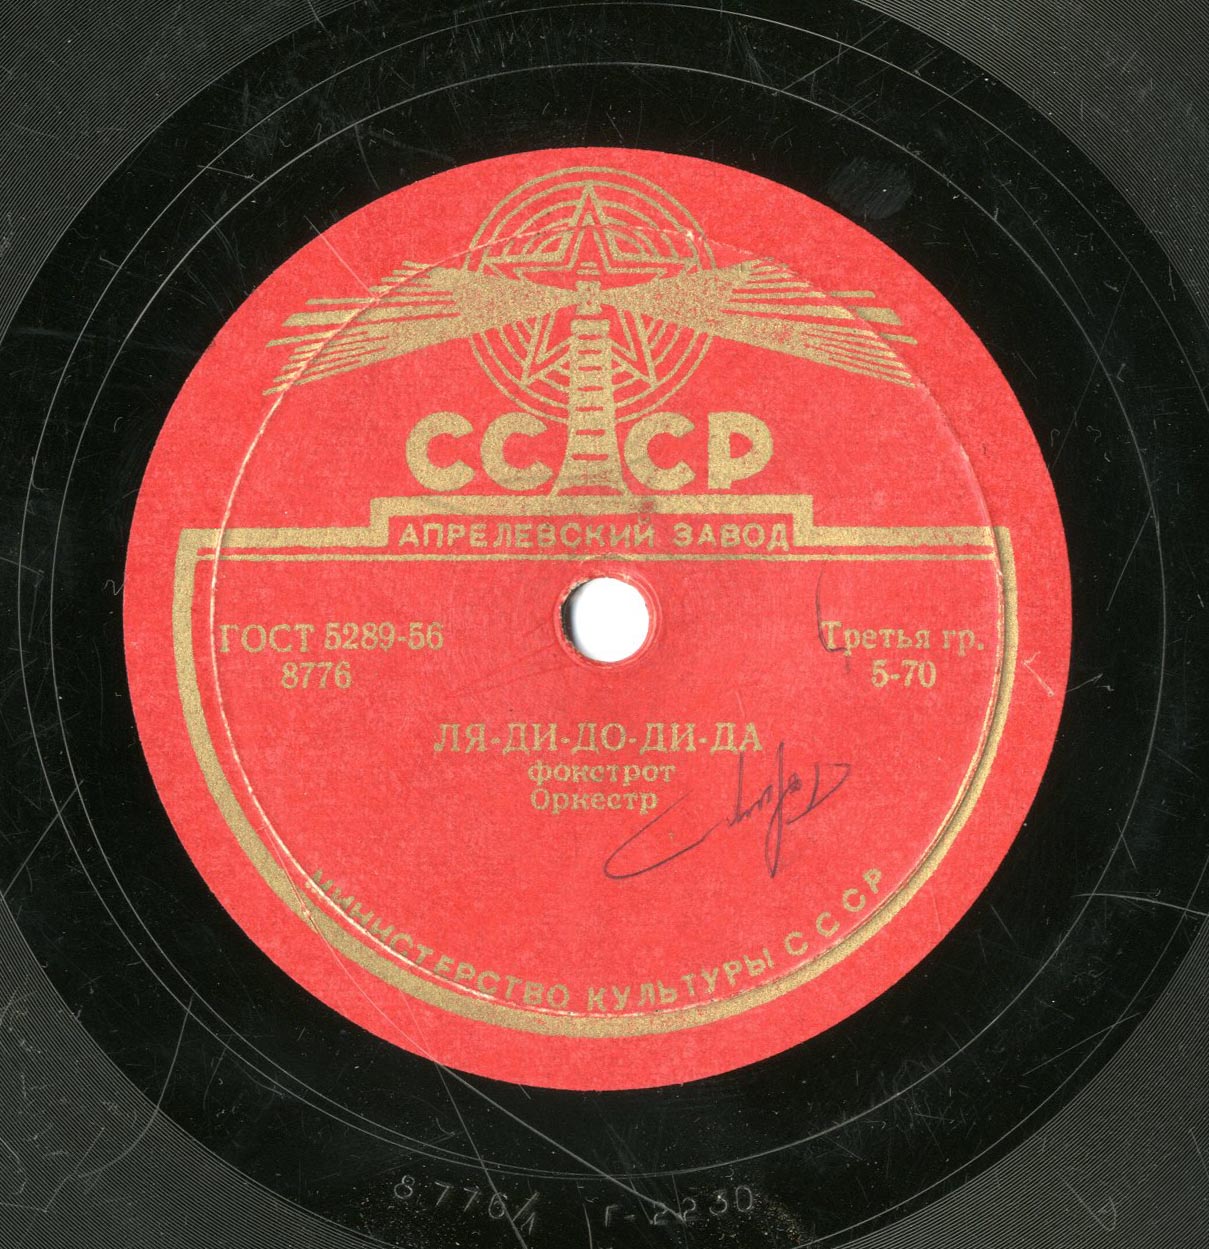 СССР
АПРЕЛЕВСКИЙ ЗАВОД
ГОСТ 5289-56
8776
Третья гр.
5-70
ЛЯ-ДИ-ДО-ДИ-ДА
фокстрот
Оркестр
МИНИСТЕРСТВО КУЛЬТУРЫ СССР
8776/1 Г-2230